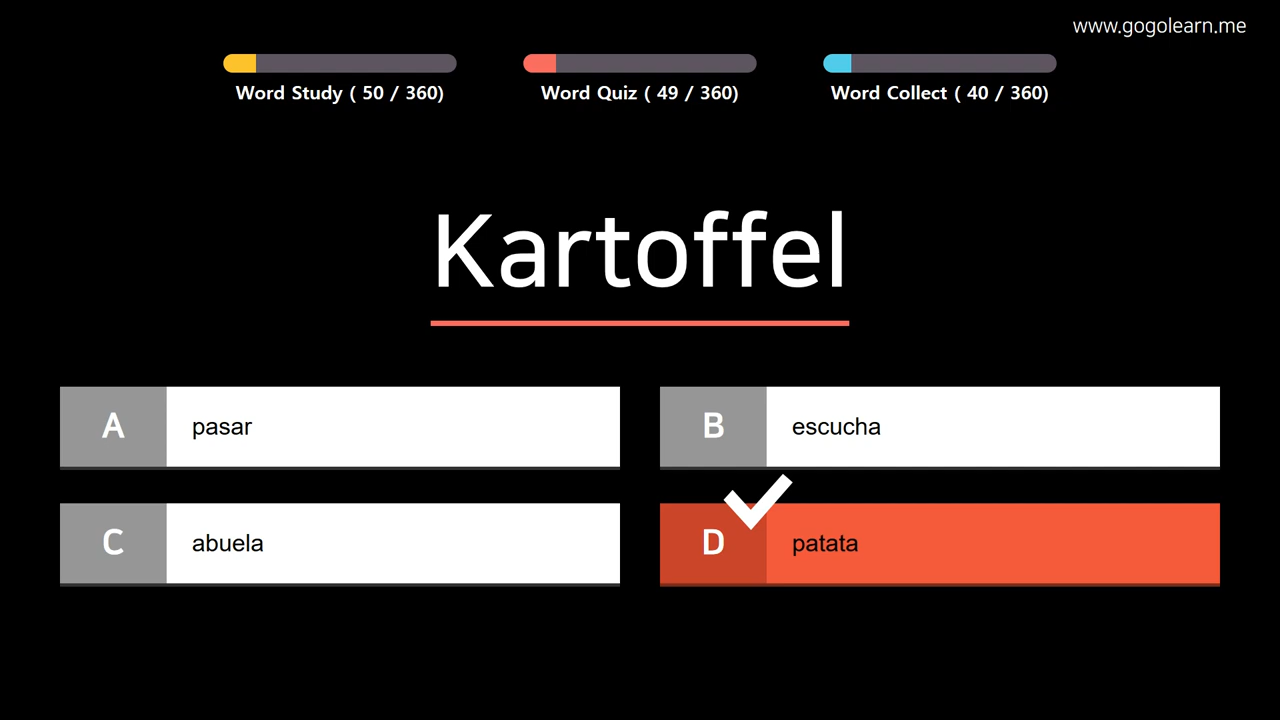 www.gogolearn.me
Word Study ( 50 / 360)
Word Quiz ( 49 / 360)
Word Collect ( 40 / 360)
Kartoffel
A pasar
B escucha
C abuela
D patata